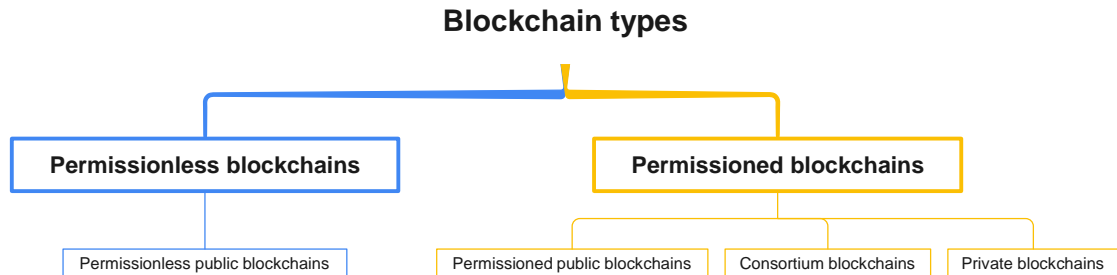 Blockchain types
Permissionless blockchains
Permissioned blockchains
Permissionless public blockchains
Permissioned public blockchains
Consortium blockchains
Private blockchains